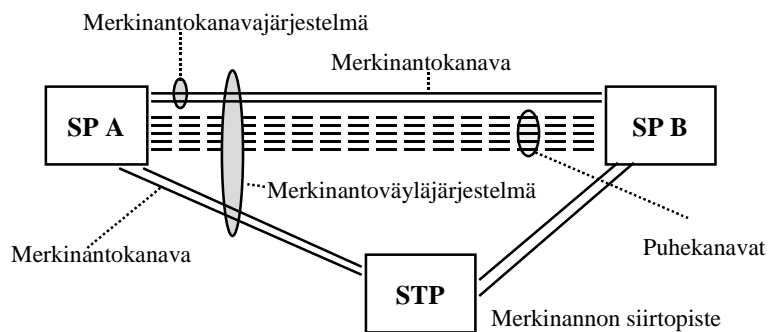 Merkinantokanavajärjestelmä
Merkinantokanava
SP A
SP B
Merkinantoväyläjärjestelmä
Merkinantokanava
Puhekanavat
STP
Merkinannon siirtopiste